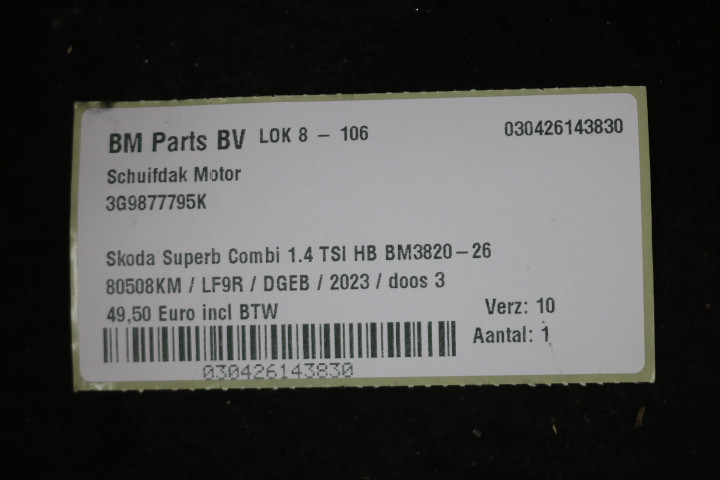 BM Parts BV LOK 8 - 106 030426143830
Schuifdak Motor
3G9877795K
Skoda Superb Combi 1.4 TSI HB BM3820-26
80508KM / LF9R / DGEB / 2023 / doos 3
49,50 Euro incl BTW
Verz: 10
Aantal: 1
030426143830